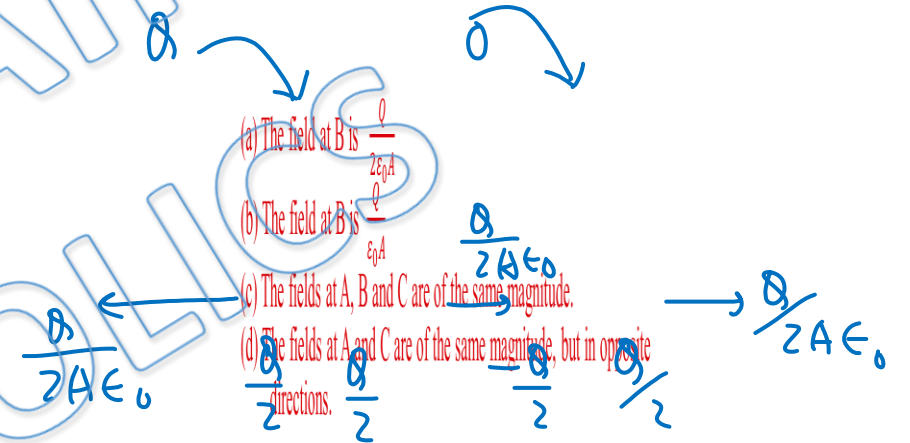 Q O
(a) The field at B is Q/2ε₀A
(b) The field at B is Q/ε₀A
Q/2Aϵ₀
(c) The fields at A, B and C are of the same magnitude.
Q/2Aϵ₀
(d) The fields at A and C are of the same magnitude, but in opposite
Q/2Aϵ₀
directions.
Q/2 Q/2 -Q/2 Q/2
OLICS